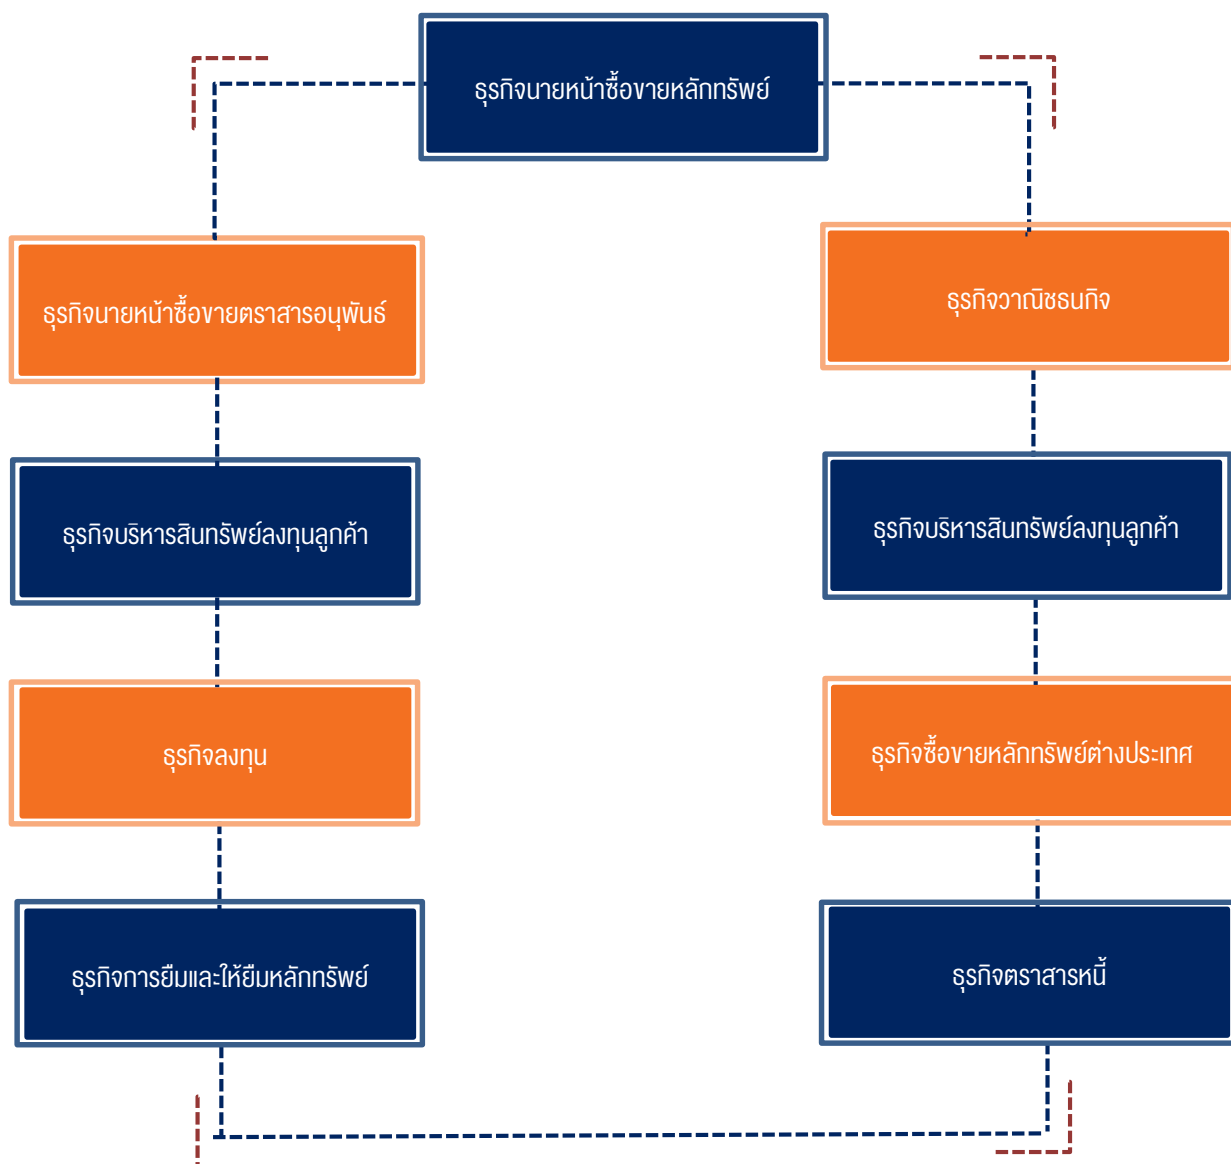 ธุรกิจนายหน้าซื้อขายหลักทรัพย์
ธุรกิจนายหน้าซื้อขายตราสารอนุพันธ์
ธุรกิจวาณิชธนกิจ
ธุรกิจบริหารสินทรัพย์ลงทุนลูกค้า
ธุรกิจบริหารสินทรัพย์ลงทุนลูกค้า
ธุรกิจลงทุน
ธุรกิจซื้อขายหลักทรัพย์ต่างประเทศ
ธุรกิจการยืมและให้ยืมหลักทรัพย์
ธุรกิจตราสารหนี้